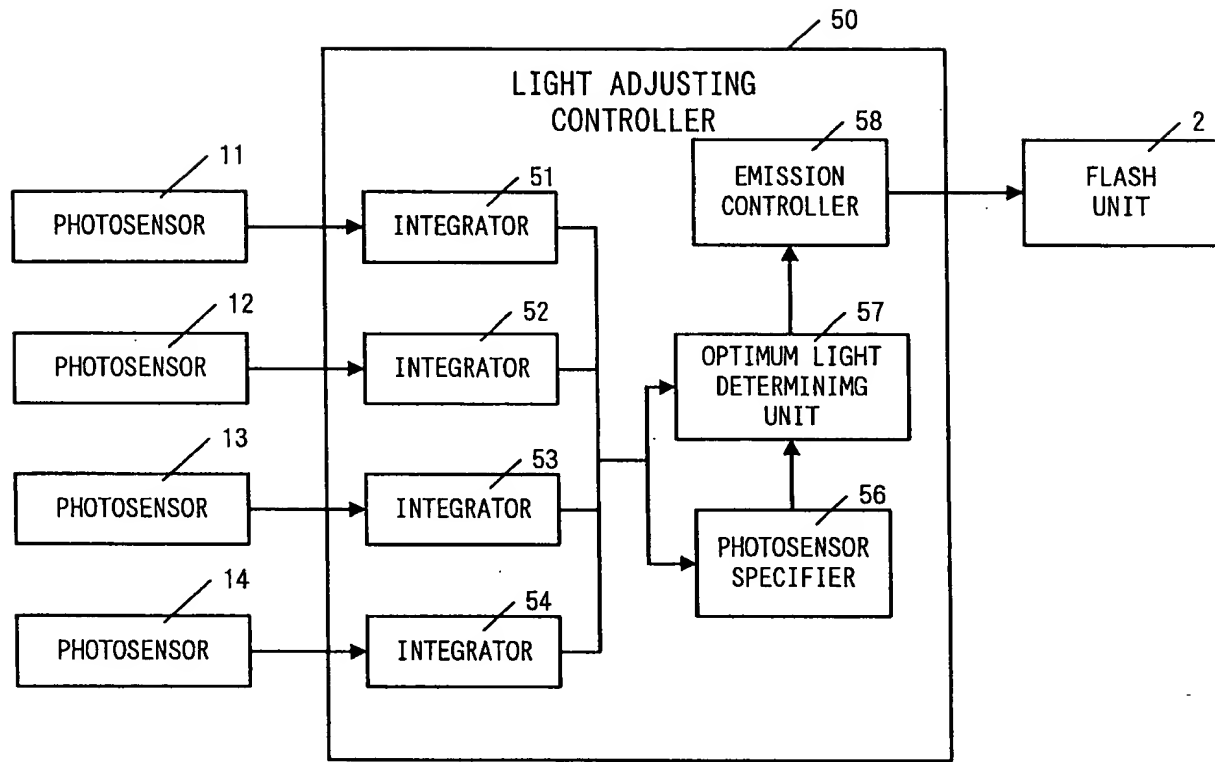 50
LIGHT ADJUSTING
CONTROLLER
58
2
11
51
EMISSION
CONTROLLER
FLASH
UNIT
PHOTOSENSOR
INTEGRATOR
12
52
57
PHOTOSENSOR
INTEGRATOR
OPTIMUM LIGHT
DETERMINIMG
UNIT
13
53
56
PHOTOSENSOR
INTEGRATOR
PHOTOSENSOR
SPECIFIER
14
54
PHOTOSENSOR
INTEGRATOR